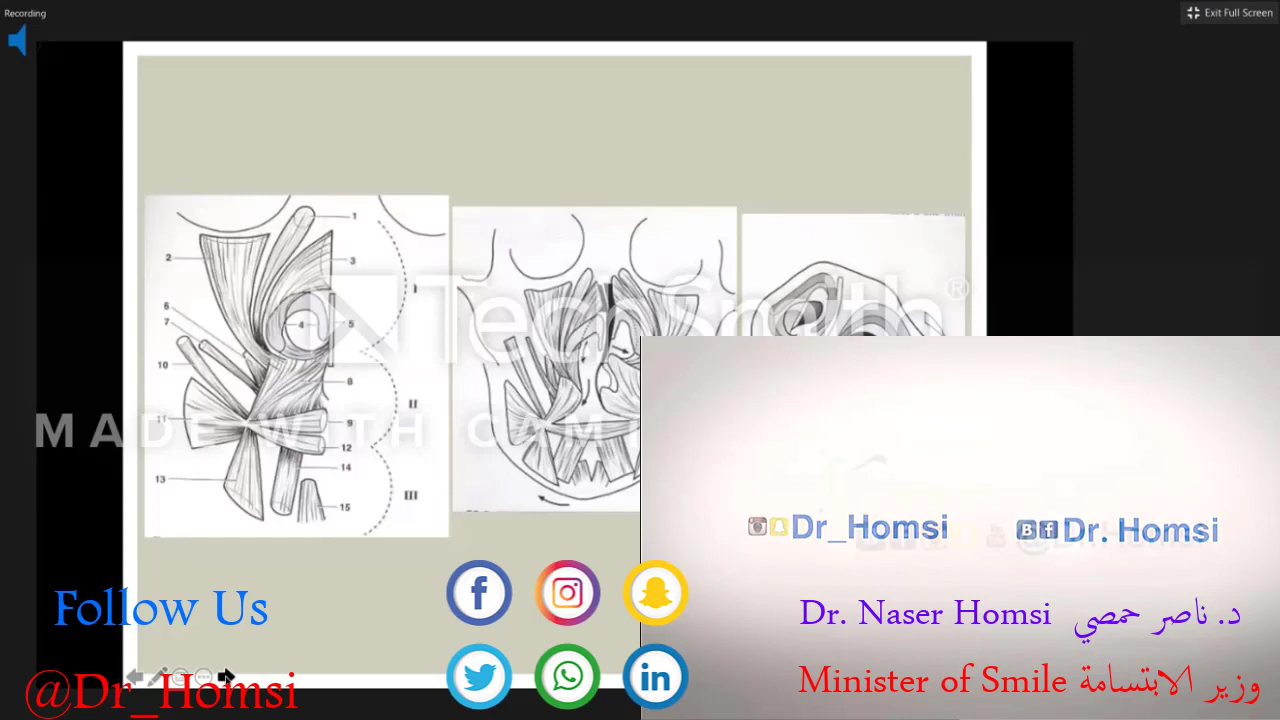 Recording
Exit Full Screen
1
2
3
4
5
6
7
8
9
10
11
12
13
14
15
I
II
III
TechSmith®
MADE WITH CAM
Dr_Homsi
Dr. Homsi
Follow Us
@Dr_Homsi
Dr. Naser Homsi د. ناصر حمصي
Minister of Smile وزير الابتسامة